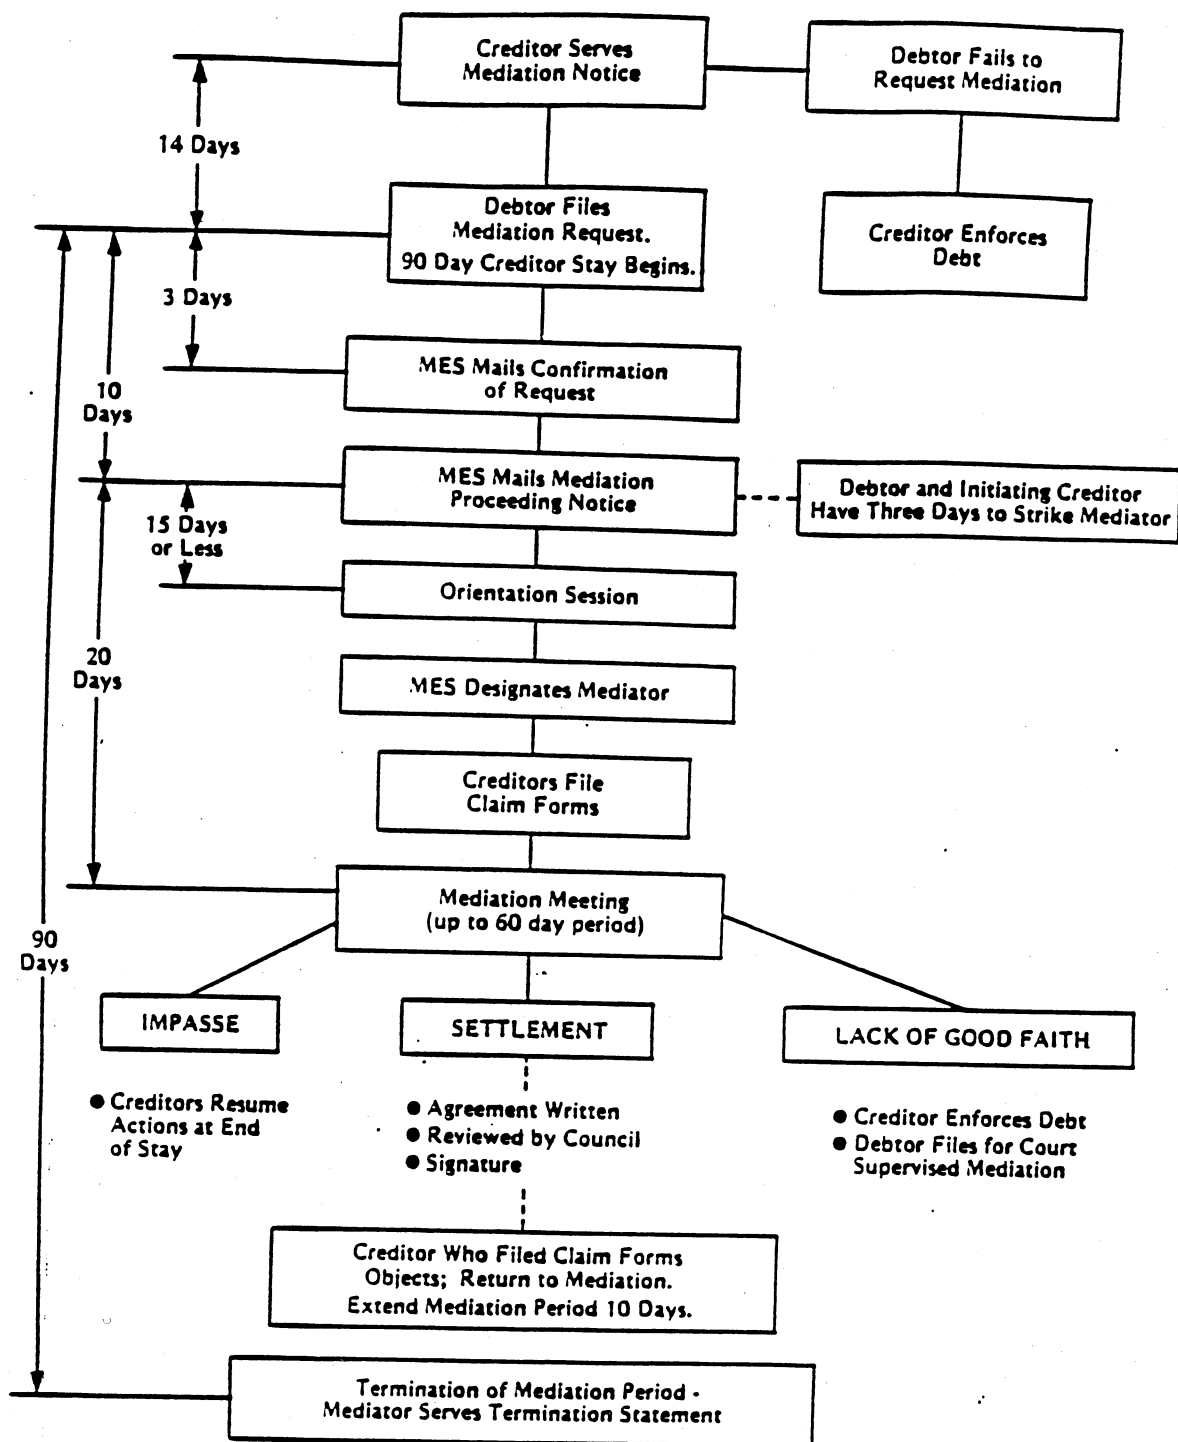 Creditor Serves
Mediation Notice
Debtor Fails to
Request Mediation
14 Days
Debtor Files
Mediation Request.
90 Day Creditor Stay Begins.
Creditor Enforces
Debt
3 Days
MES Mails Confirmation
of Request
10
Days
MES Mails Mediation
Proceeding Notice
Debtor and Initiating Creditor
Have Three Days to Strike Mediator
15 Days
or Less
Orientation Session
20
Days
MES Designates Mediator
Creditors File
Claim Forms
Mediation Meeting
(up to 60 day period)
90
Days
IMPASSE
SETTLEMENT
LACK OF GOOD FAITH
● Creditors Resume
Actions at End
of Stay
● Agreement Written
● Reviewed by Council
● Signature
● Creditor Enforces Debt
● Debtor Files for Court
Supervised Mediation
Creditor Who Filed Claim Forms
Objects; Return to Mediation.
Extend Mediation Period 10 Days.
Termination of Mediation Period -
Mediator Serves Termination Statement